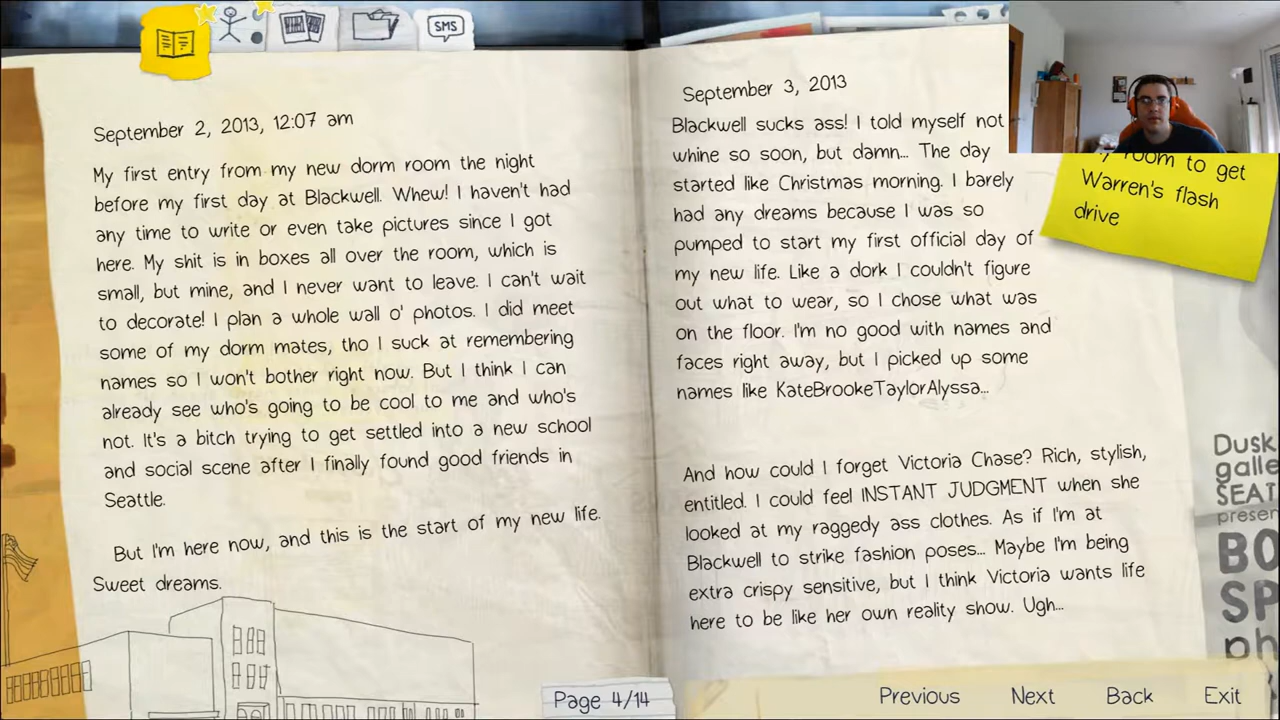 SMS
September 2, 2013, 12:07 am
My first entry from my new dorm room the night
before my first day at Blackwell. Whew! I haven't had
any time to write or even take pictures since I got
here. My shit is in boxes all over the room, which is
small, but mine, and I never want to leave. I can't wait
to decorate! I plan a whole wall o' photos. I did meet
some of my dorm mates, tho I suck at remembering
names so I won't bother right now. But I think I can
already see who's going to be cool to me and who's
not. It's a bitch trying to get settled into a new school
and social scene after I finally found good friends in
Seattle.
But I'm here now, and this is the start of my new life.
Sweet dreams.
September 3, 2013
Blackwell sucks ass! I told myself not
whine so soon, but damn... The day
started like Christmas morning. I barely
had any dreams because I was so
pumped to start my first official day of
my new life. Like a dork I couldn't figure
out what to wear, so I chose what was
on the floor. I'm no good with names and
faces right away, but I picked up some
names like KateBrookeTaylorAlyssa...
And how could I forget Victoria Chase? Rich, stylish,
entitled. I could feel INSTANT JUDGMENT when she
looked at my raggedy ass clothes. As if I'm at
Blackwell to strike fashion poses... Maybe I'm being
extra crispy sensitive, but I think Victoria wants life
here to be like her own reality show. Ugh...
room to get
Warren's flash
drive
Dusk
galle
SEAT
presen
BO
SP
ph
Page 4/14
Previous
Next
Back
Exit